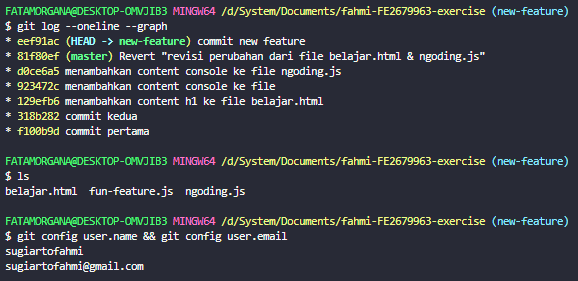 FATAMORGANA@DESKTOP-OMVJIB3 MINGW64 /d/System/Documents/fahmi-FE2679963-exercise (new-feature)
$ git log --oneline --graph
* eef91ac (HEAD -> new-feature) commit new feature
* 81f80ef (master) Revert "revisi perubahan dari file belajar.html & ngoding.js"
* d0ce6a5 menambahkan content console ke file ngoding.js
* 923472c menambahkan content console ke file
* 129efb6 menambahkan content h1 ke file belajar.html
* 318b282 commit kedua
* f100b9d commit pertama
FATAMORGANA@DESKTOP-OMVJIB3 MINGW64 /d/System/Documents/fahmi-FE2679963-exercise (new-feature)
$ ls
belajar.html  fun-feature.js  ngoding.js
FATAMORGANA@DESKTOP-OMVJIB3 MINGW64 /d/System/Documents/fahmi-FE2679963-exercise (new-feature)
$ git config user.name && git config user.email
sugiartofahmi
sugiartofahmi@gmail.com